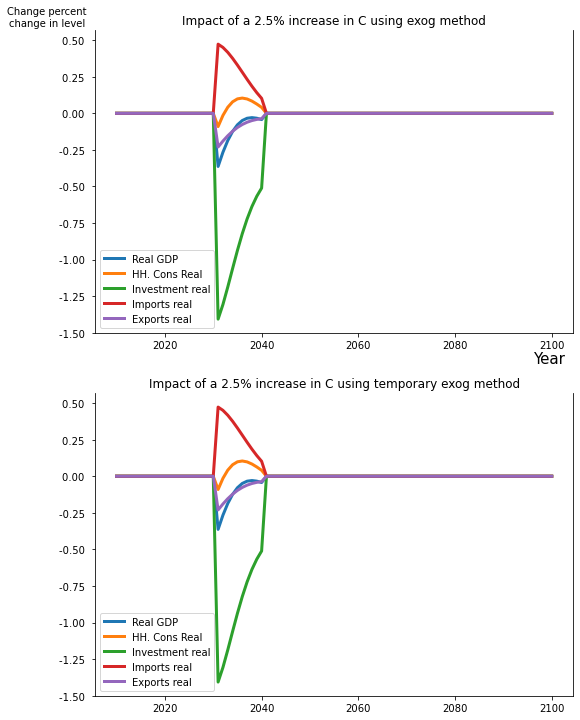 Change percent
change in level
Impact of a 2.5% increase in C using exog method
0.50
0.25
0.00
-0.25
-0.50
-0.75
-1.00
-1.25
-1.50
Real GDP
HH. Cons Real
Investment real
Imports real
Exports real
2020 2040 2060 2080 2100
Year
Impact of a 2.5% increase in C using temporary exog method
0.50
0.25
0.00
-0.25
-0.50
-0.75
-1.00
-1.25
-1.50
Real GDP
HH. Cons Real
Investment real
Imports real
Exports real
2020 2040 2060 2080 2100